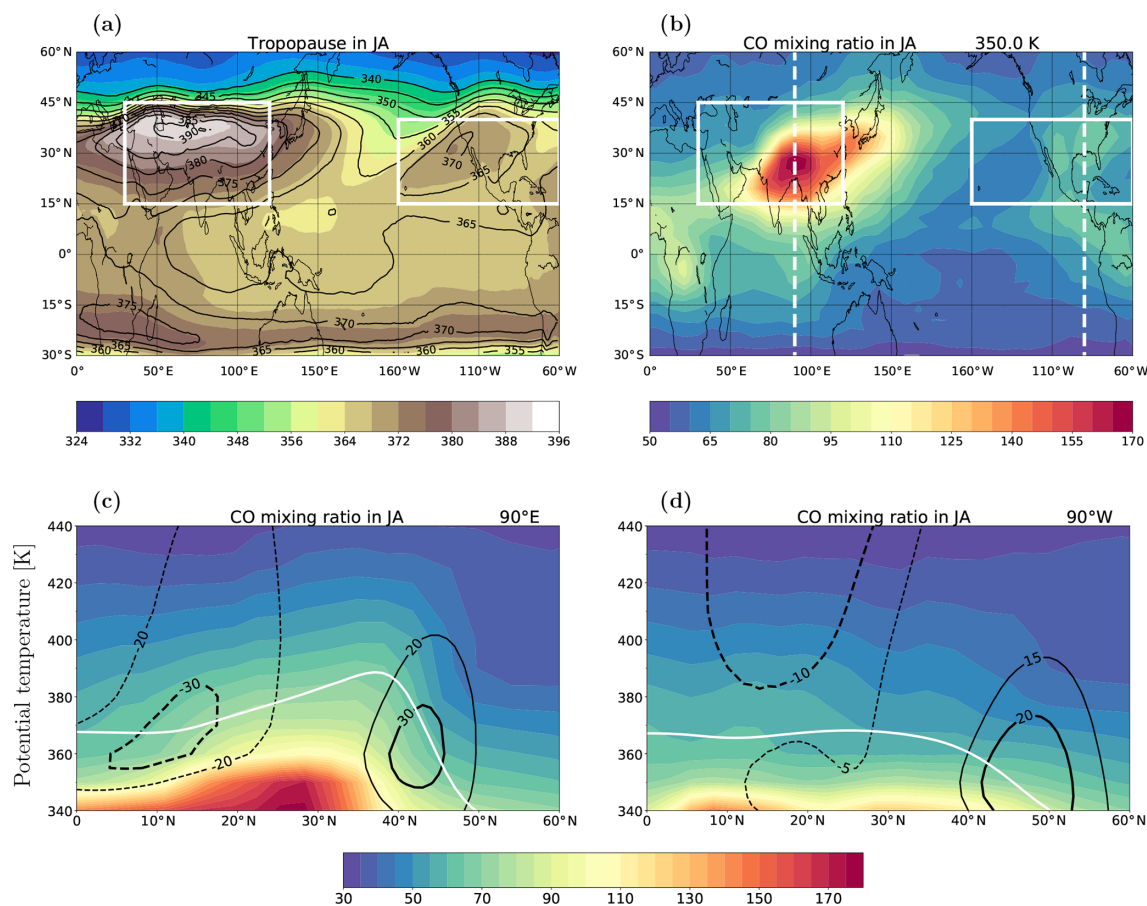 (a)
Tropopause in JA
60°N
45°N
30°N
15°N
0°
15°S
30°S
340
345
350
355
360
385
390
380
375
370
365
365
375
370
370
365
360
365
360
355
0°
50°E
100°E
150°E
160°W
110°W
60°W
324 332 340 348 356 364 372 380 388 396
(b)
CO mixing ratio in JA 350.0 K
60°N
45°N
30°N
15°N
0°
15°S
30°S
0°
50°E
100°E
150°E
160°W
110°W
60°W
50 65 80 95 110 125 140 155 170
(c)
CO mixing ratio in JA 90°E
Potential temperature [K]
440
420
400
380
360
340
20
-30
-20
20
30
0 10°N 20°N 30°N 40°N 50°N 60°N
(d)
CO mixing ratio in JA 90°W
440
420
400
380
360
340
-10
-5
15
20
0 10°N 20°N 30°N 40°N 50°N 60°N
30 50 70 90 110 130 150 170